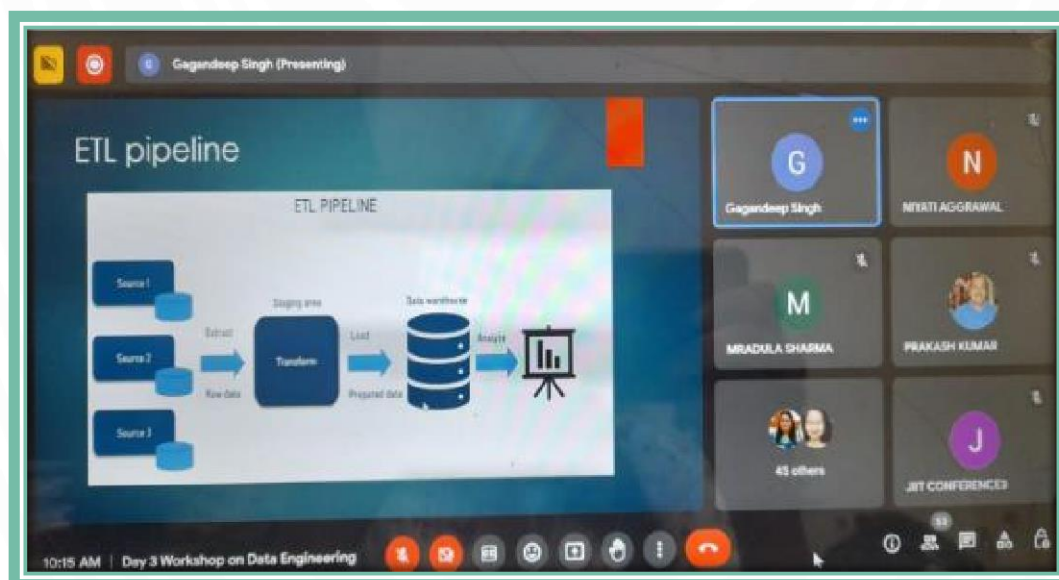 G Gagandeep Singh (Presenting)
ETL pipeline
ETL PIPELINE
Source 1
Source 2
Source 3
Extract
Raw data
Staging area
Transform
Load
Prepared data
Data warehouse
Analyze
G
Gagandeep Singh
N
NIYATI AGGRAWAL
M
MRADULA SHARMA
PRAKASH KUMAR
45 others
J
JIIT CONFERENCE3
10:15 AM | Day 3 Workshop on Data Engineering
53